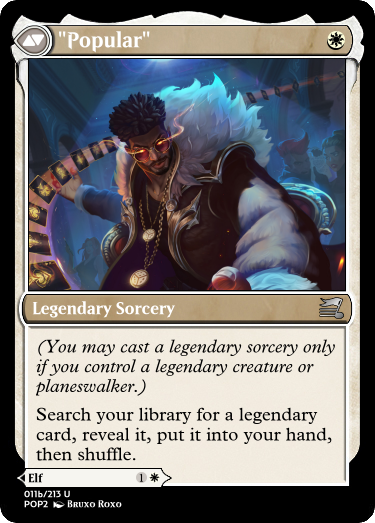 "Popular"
Legendary Sorcery
(You may cast a legendary sorcery only
if you control a legendary creature or
planeswalker.)
Search your library for a legendary
card, reveal it, put it into your hand,
then shuffle.
Elf 1
011b/213 U
POP2 Bruxo Roxo